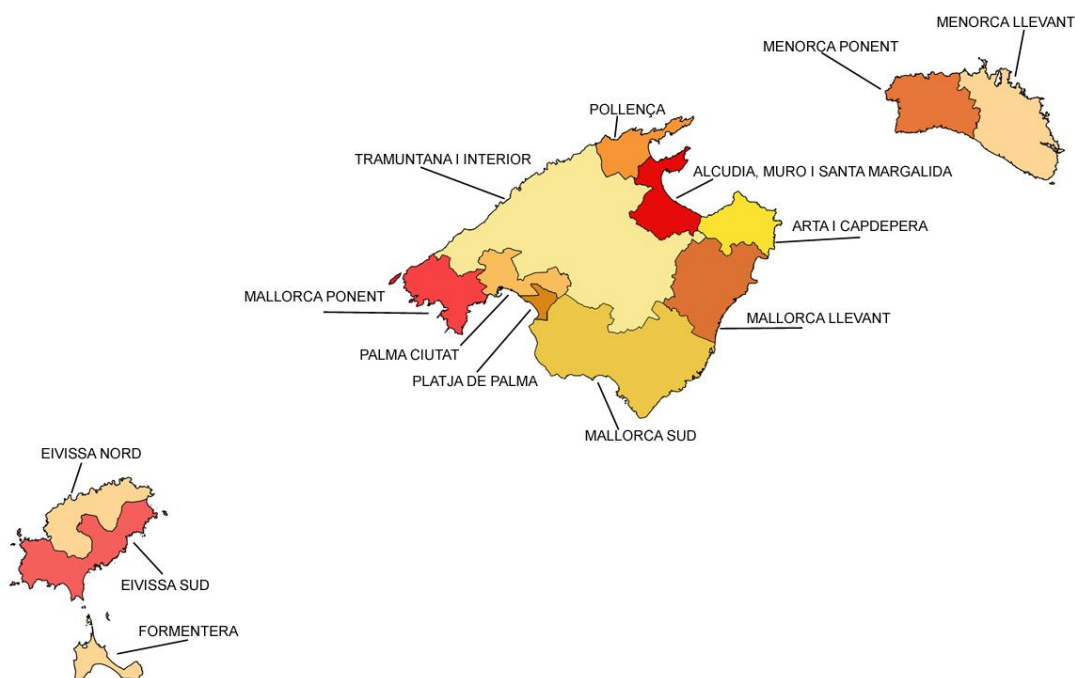 MENORCA LLEVANT
MENORCA PONENT
POLLENÇA
TRAMUNTANA I INTERIOR
ALCUDIA, MURO I SANTA MARGALIDA
ARTA I CAPDEPERA
MALLORCA PONENT
MALLORCA LLEVANT
PALMA CIUTAT
PLATJA DE PALMA
MALLORCA SUD
EIVISSA NORD
EIVISSA SUD
FORMENTERA